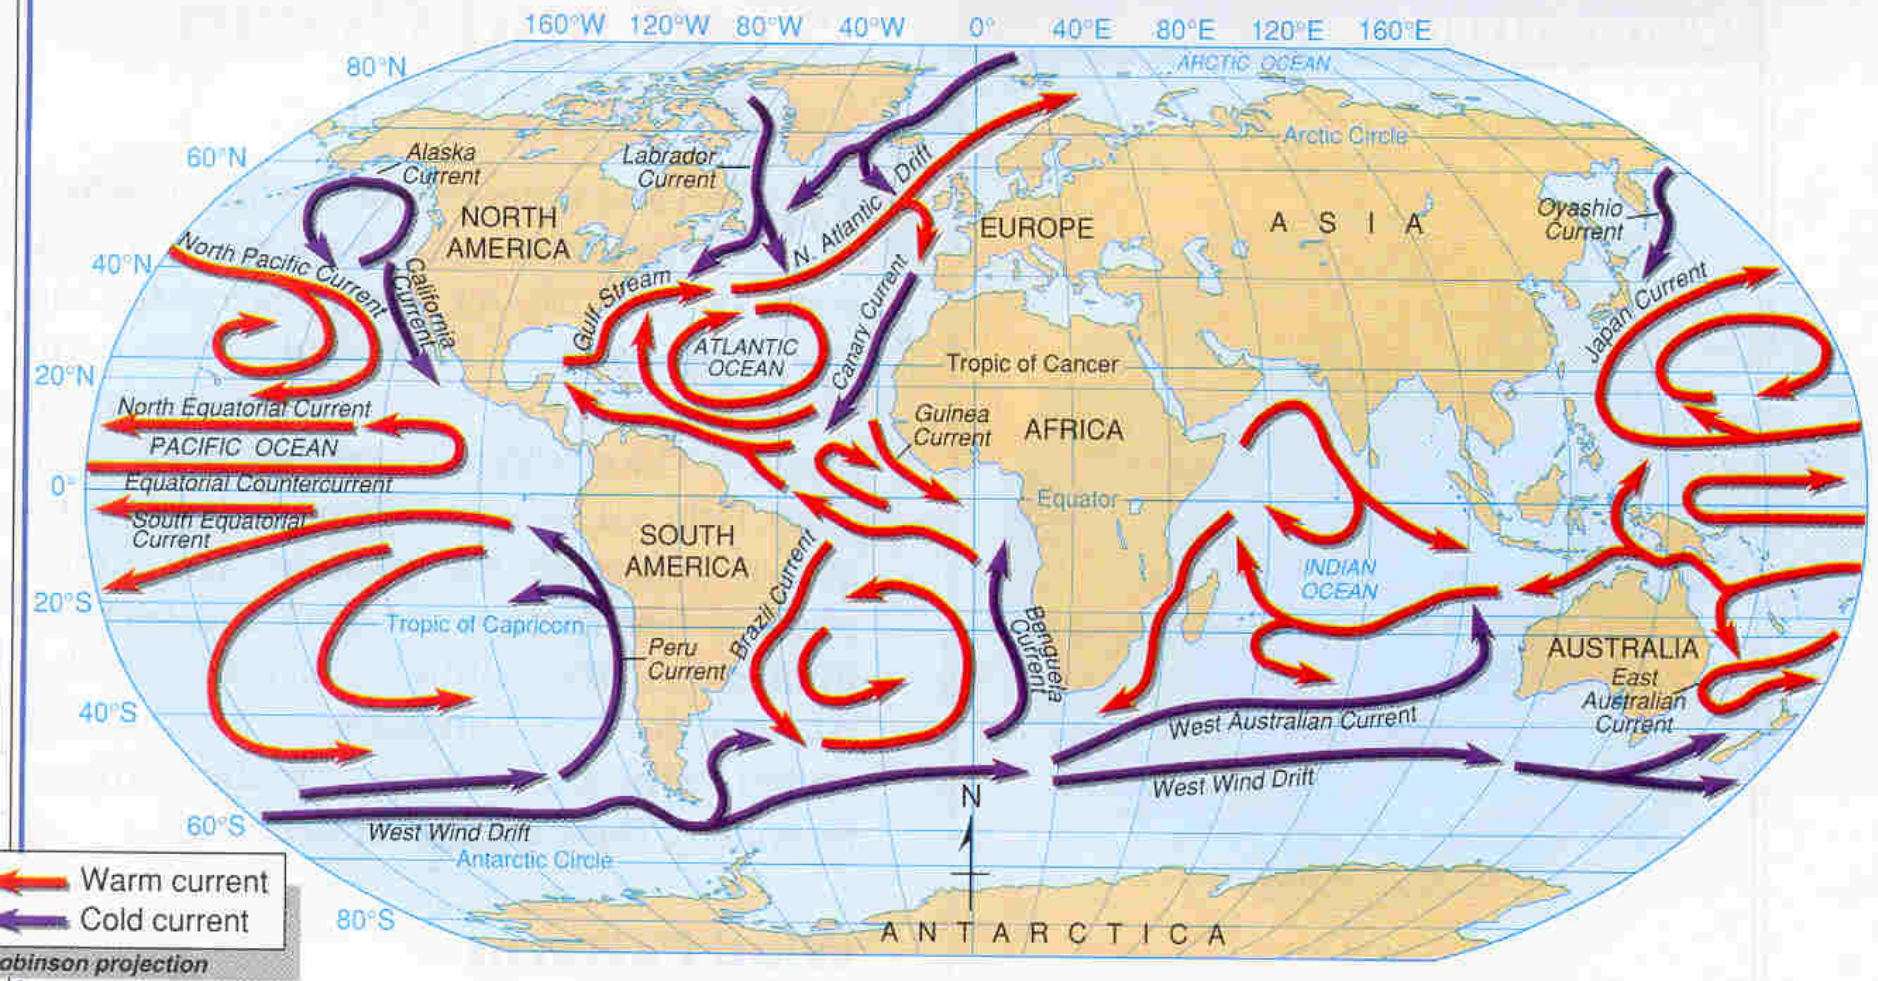 160°W 120°W 80°W 40°W 0° 40°E 80°E 120°E 160°E
80°N
ARCTIC OCEAN
Arctic Circle
60°N
Alaska
Current
Labrador
Current
N. Atlantic Drift
NORTH
AMERICA
EUROPE
A S I A
Oyashio
Current
40°N
North Pacific Current
California
Current
Gulf Stream
ATLANTIC
OCEAN
Canary Current
Japan Current
Tropic of Cancer
20°N
North Equatorial Current
PACIFIC OCEAN
Guinea
Current
AFRICA
0°
Equatorial Countercurrent
Equator
South Equatorial
Current
SOUTH
AMERICA
Brazil Current
INDIAN
OCEAN
20°S
Tropic of Capricorn
Peru
Current
Benguela
Current
AUSTRALIA
East
Australian
Current
40°S
West Australian Current
West Wind Drift
N
60°S
West Wind Drift
Antarctic Circle
Warm current
Cold current
80°S
A N T A R C T I C A
obinson projection